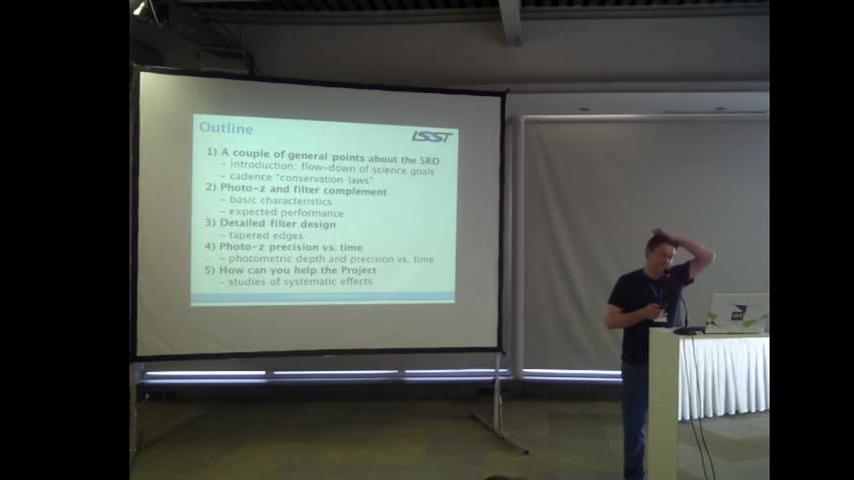 Outline
LSST
1) A couple of general points about the SRD
- introduction: flow-down of science goals
- cadence "conservation laws"
2) Photo-z and filter complement
- basic characteristics
- expected performance
3) Detailed filter design
- tapered edges
4) Photo-z precision vs. time
- photometric depth and precision vs. time
5) How can you help the Project
- studies of systematic effects